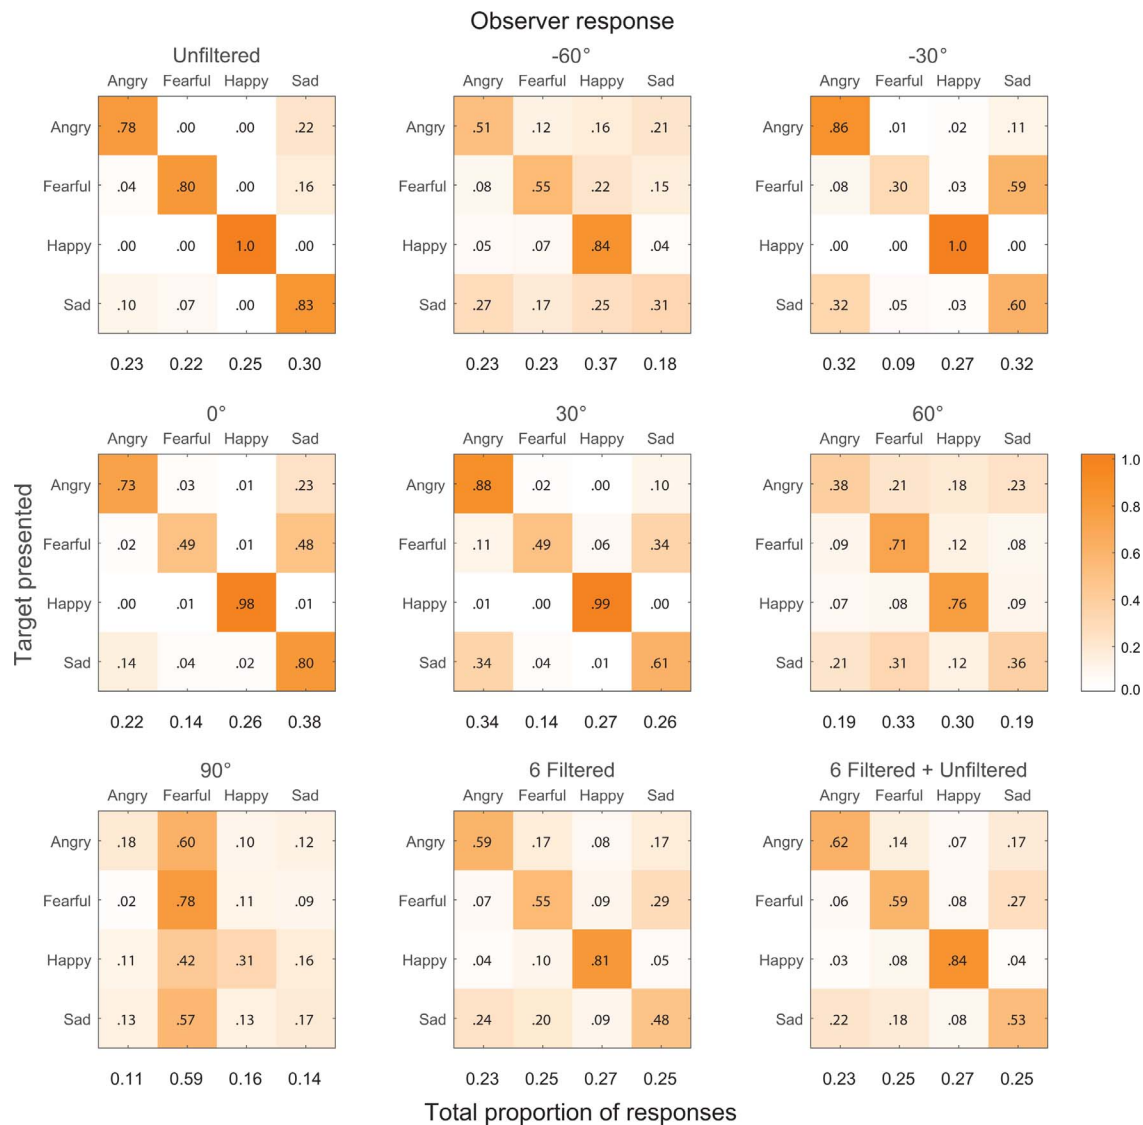 Observer response
Unfiltered -60° -30°
Angry Fearful Happy Sad Angry Fearful Happy Sad Angry Fearful Happy Sad
Angry .78 .00 .00 .22 Angry .51 .12 .16 .21 Angry .86 .01 .02 .11
Fearful .04 .80 .00 .16 Fearful .08 .55 .22 .15 Fearful .08 .30 .03 .59
Happy .00 .00 1.0 .00 Happy .05 .07 .84 .04 Happy .00 .00 1.0 .00
Sad .10 .07 .00 .83 Sad .27 .17 .25 .31 Sad .32 .05 .03 .60
0.23 0.22 0.25 0.30 0.23 0.23 0.37 0.18 0.32 0.09 0.27 0.32
0° 30° 60°
Angry Fearful Happy Sad Angry Fearful Happy Sad Angry Fearful Happy Sad
Angry .73 .03 .01 .23 Angry .88 .02 .00 .10 Angry .38 .21 .18 .23
Fearful .02 .49 .01 .48 Fearful .11 .49 .06 .34 Fearful .09 .71 .12 .08
Happy .00 .01 .98 .01 Happy .01 .00 .99 .00 Happy .07 .08 .76 .09
Sad .14 .04 .02 .80 Sad .34 .04 .01 .61 Sad .21 .31 .12 .36
0.22 0.14 0.26 0.38 0.34 0.14 0.27 0.26 0.19 0.33 0.30 0.19
1.0
0.8
0.6
0.4
0.2
0.0
Target presented
90° 6 Filtered 6 Filtered + Unfiltered
Angry Fearful Happy Sad Angry Fearful Happy Sad Angry Fearful Happy Sad
Angry .18 .60 .10 .12 Angry .59 .17 .08 .17 Angry .62 .14 .07 .17
Fearful .02 .78 .11 .09 Fearful .07 .55 .09 .29 Fearful .06 .59 .08 .27
Happy .11 .42 .31 .16 Happy .04 .10 .81 .05 Happy .03 .08 .84 .04
Sad .13 .57 .13 .17 Sad .24 .20 .09 .48 Sad .22 .18 .08 .53
0.11 0.59 0.16 0.14 0.23 0.25 0.27 0.25 0.23 0.25 0.27 0.25
Total proportion of responses